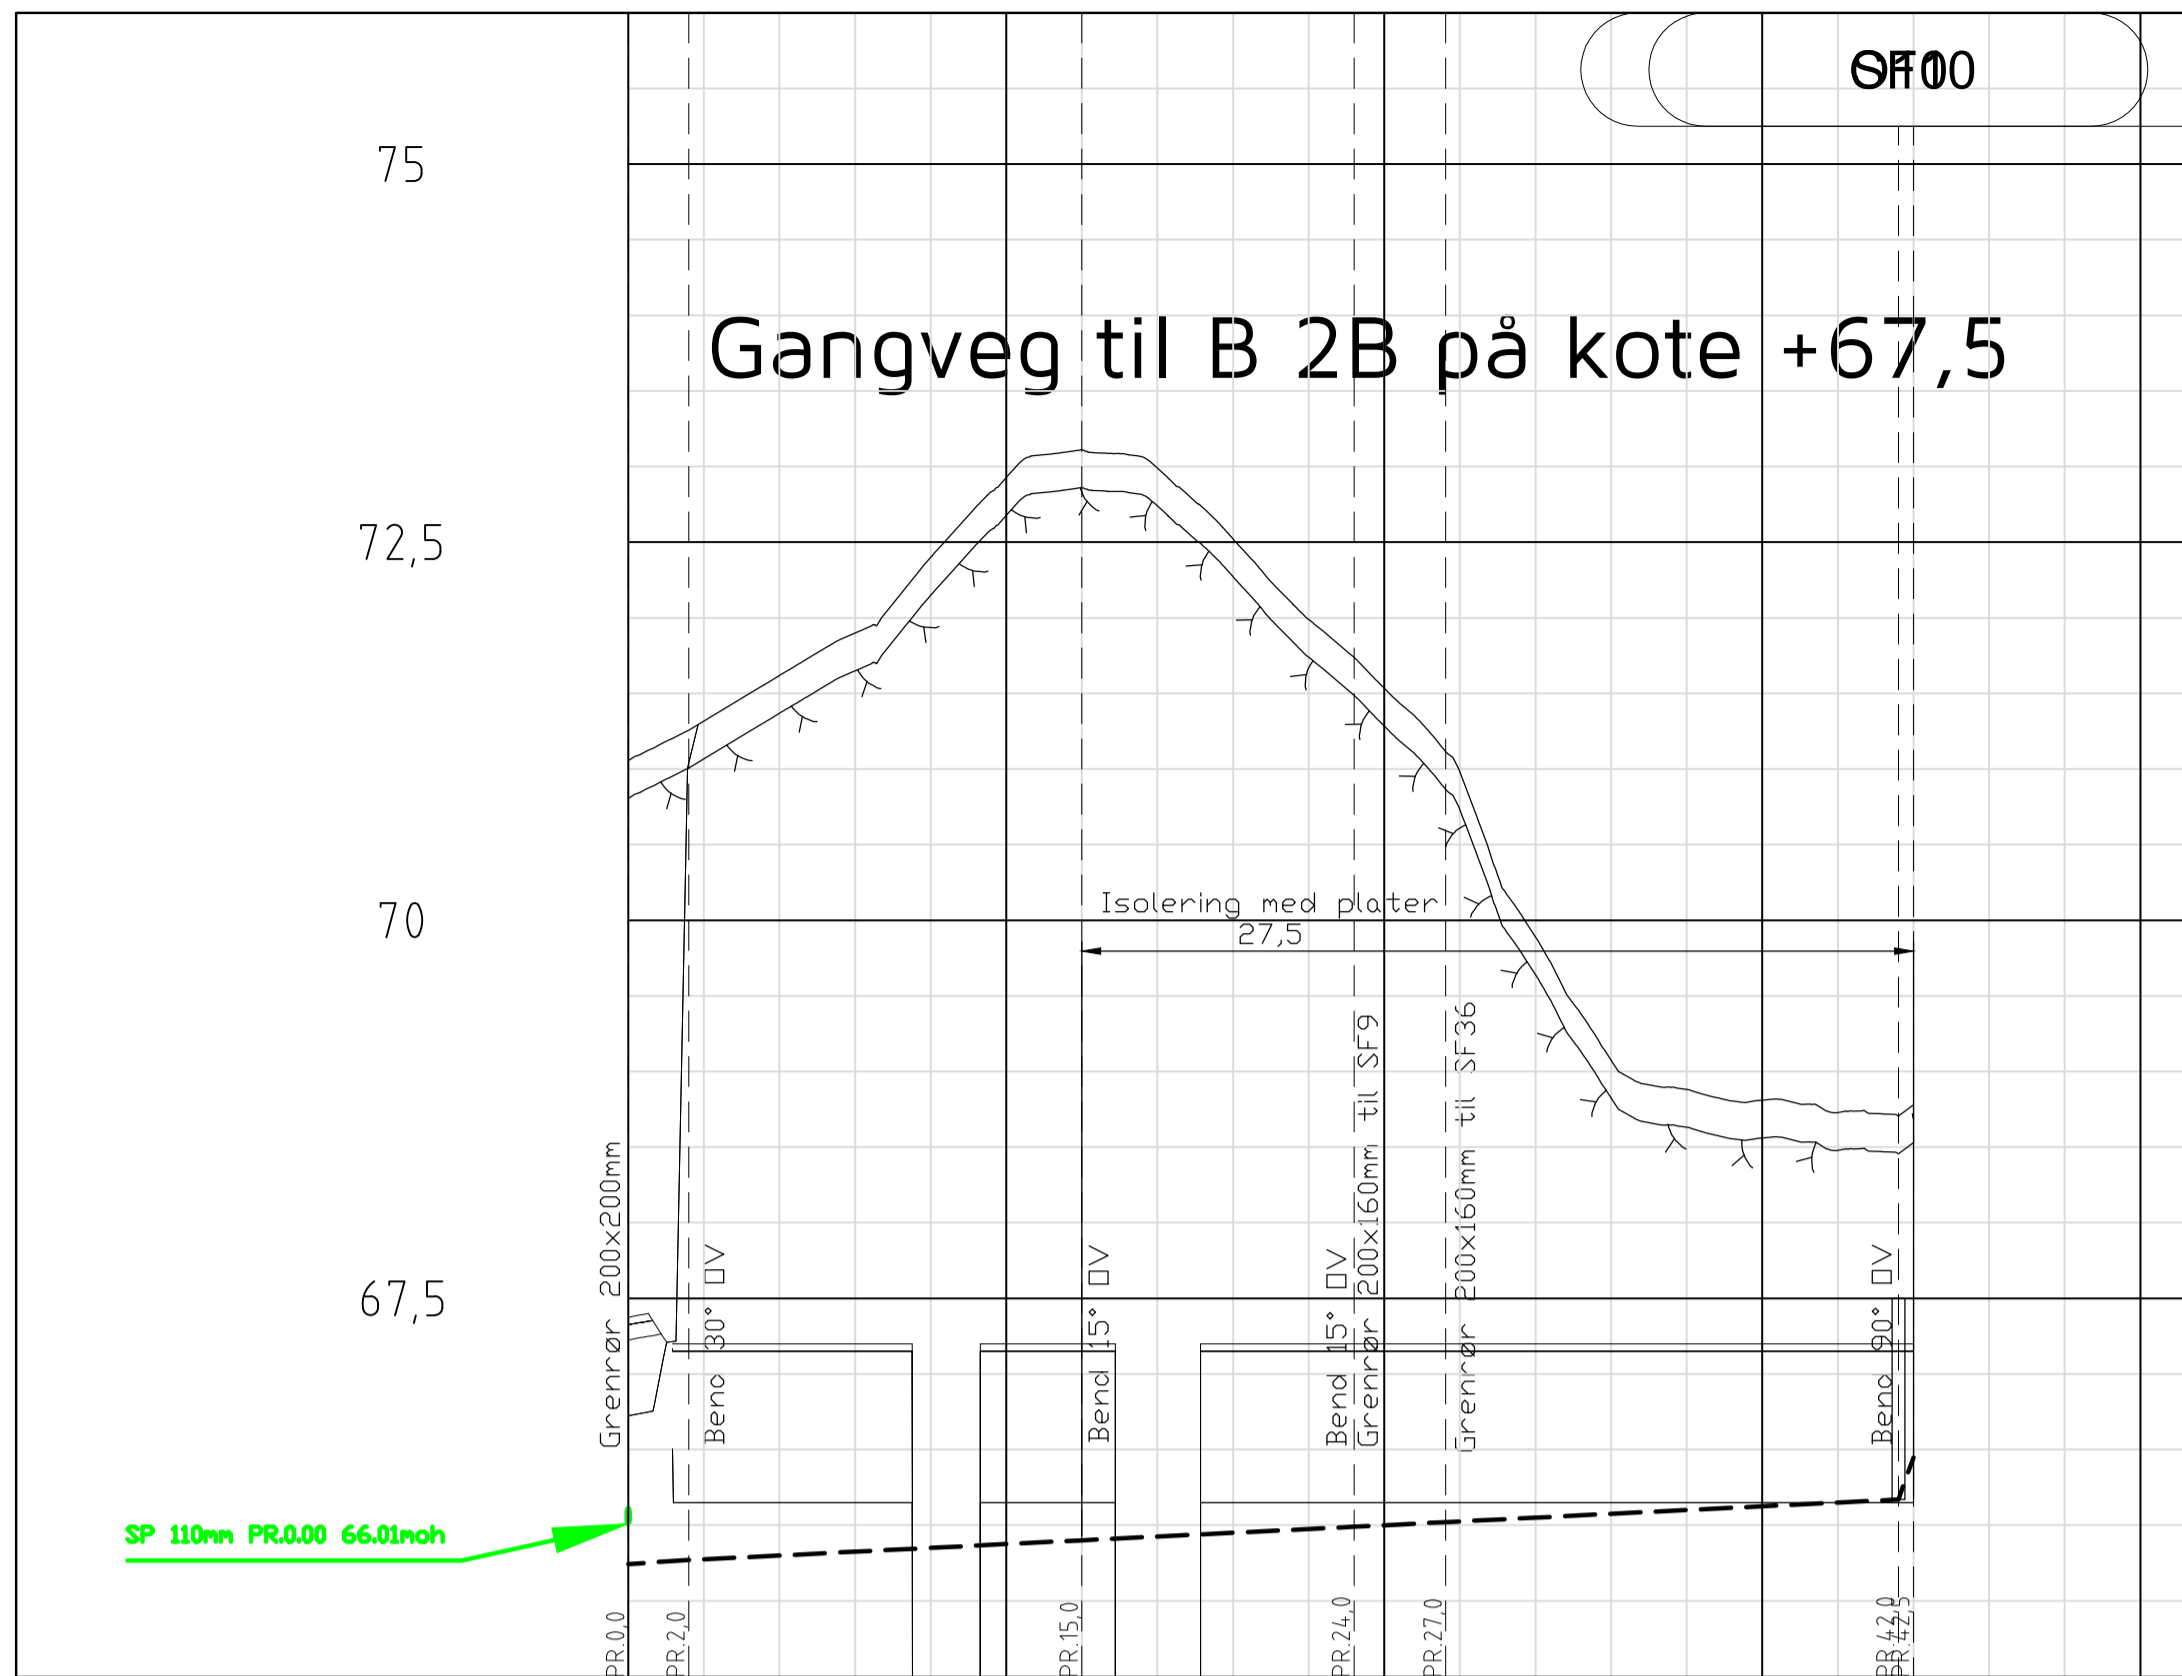 75
Gangveg til B 2B på kote +67,5
72,5
70
Isolering med plater
27,5
67,5
Grenrør 200x200mm
Bend 30° □V
Bend 15° □V
Bend 15° □V
Grenrør 200x160mm til SF9
Grenrør 200x160mm til SF36
Bend 90° □V
SP 110mm PR.0.00 66.01moh
PR.0,0
PR.2,0
PR.15,0
PR.24,0
PR.27,0
PR.42,0
PR.42,5